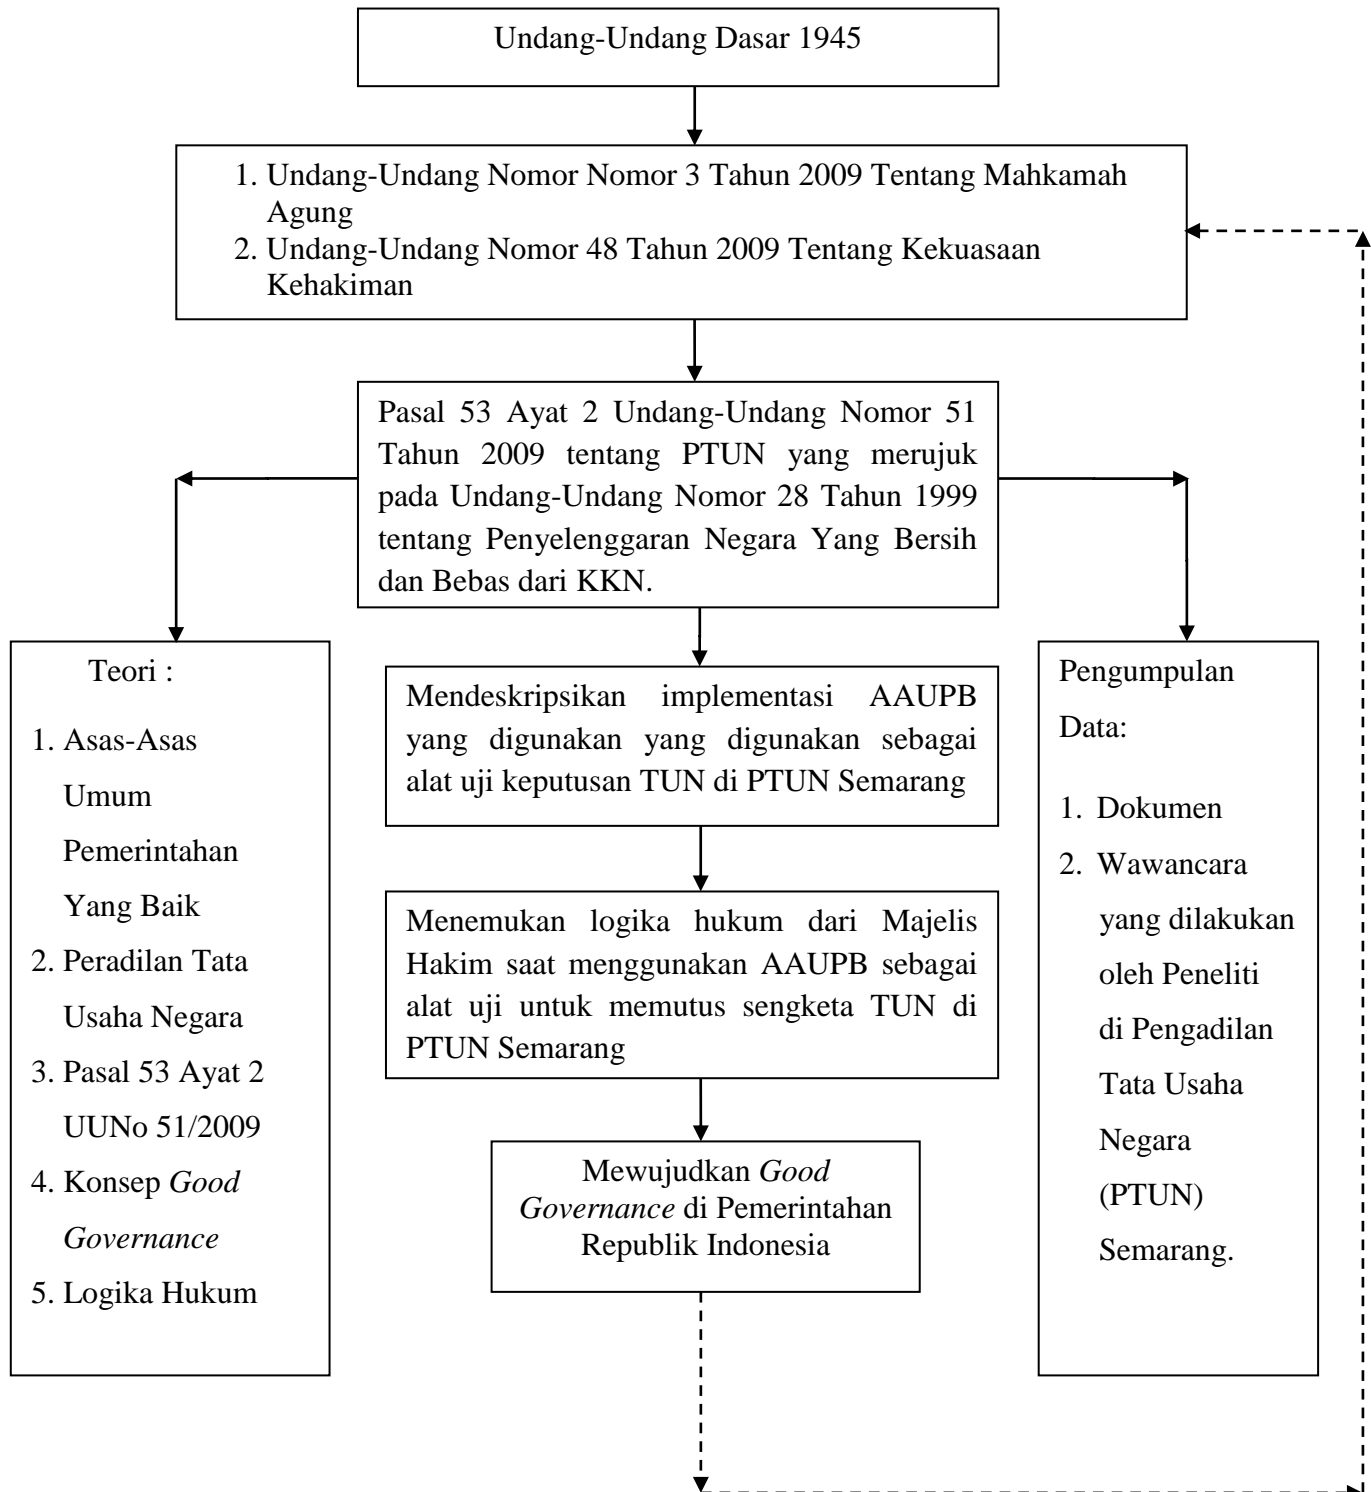 Undang-Undang Dasar 1945
1. Undang-Undang Nomor Nomor 3 Tahun 2009 Tentang Mahkamah
Agung
2. Undang-Undang Nomor 48 Tahun 2009 Tentang Kekuasaan
Kehakiman
Pasal 53 Ayat 2 Undang-Undang Nomor 51
Tahun 2009 tentang PTUN yang merujuk
pada Undang-Undang Nomor 28 Tahun 1999
tentang Penyelenggaran Negara Yang Bersih
dan Bebas dari KKN.
Teori :
1. Asas-Asas
Umum
Pemerintahan
Yang Baik
2. Peradilan Tata
Usaha Negara
3. Pasal 53 Ayat 2
UUNo 51/2009
4. Konsep Good
Governance
5. Logika Hukum
Mendeskripsikan implementasi AAUPB
yang digunakan yang digunakan sebagai
alat uji keputusan TUN di PTUN Semarang
Menemukan logika hukum dari Majelis
Hakim saat menggunakan AAUPB sebagai
alat uji untuk memutus sengketa TUN di
PTUN Semarang
Mewujudkan Good
Governance di Pemerintahan
Republik Indonesia
Pengumpulan
Data:
1. Dokumen
2. Wawancara
yang dilakukan
oleh Peneliti
di Pengadilan
Tata Usaha
Negara
(PTUN)
Semarang.